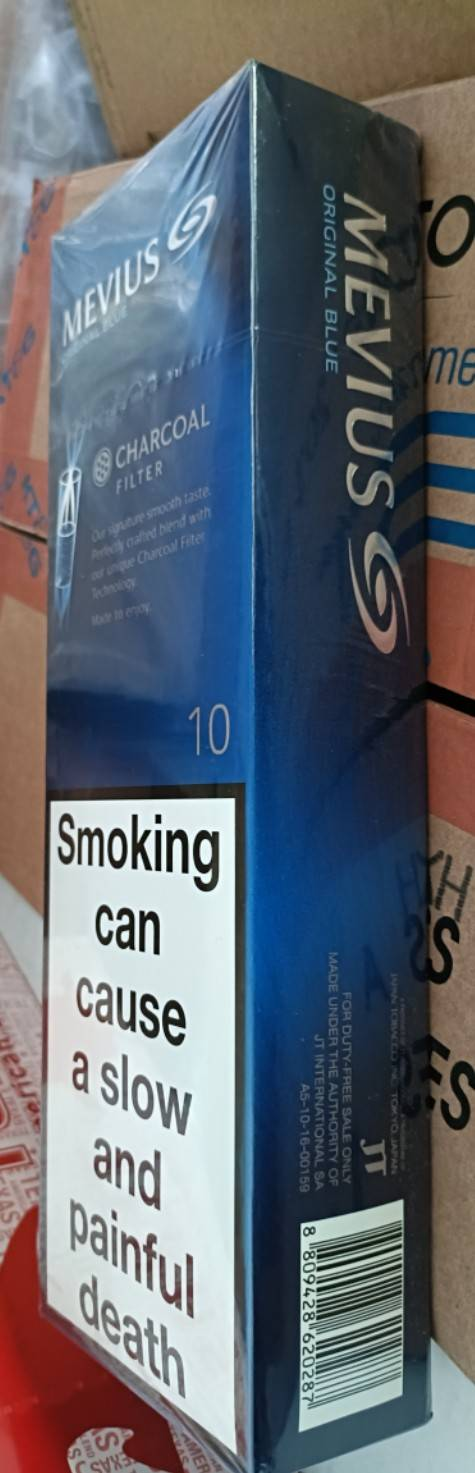 MEVIUS
ORIGINAL BLUE
CHARCOAL
FILTER
Our signature smooth taste.
Perfectly crafted blend with
our unique Charcoal Filter
Technology.
Made to enjoy.
10
Smoking
can
cause
a slow
and
painful
death
MEVIUS
ORIGINAL BLUE
JAPAN TOBACCO INC. TOKYO, JAPAN
FOR DUTY-FREE SALE ONLY
MADE UNDER THE AUTHORITY OF
JT INTERNATIONAL SA
A5-10-16-00159
JT
8 809428 620287
TO
me